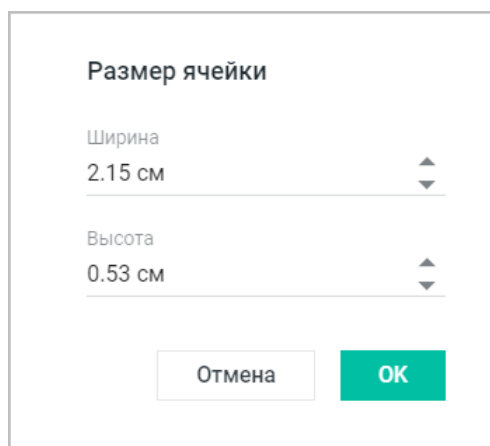 Размер ячейки
Ширина
2.15 см
Высота
0.53 см
Отмена
OK